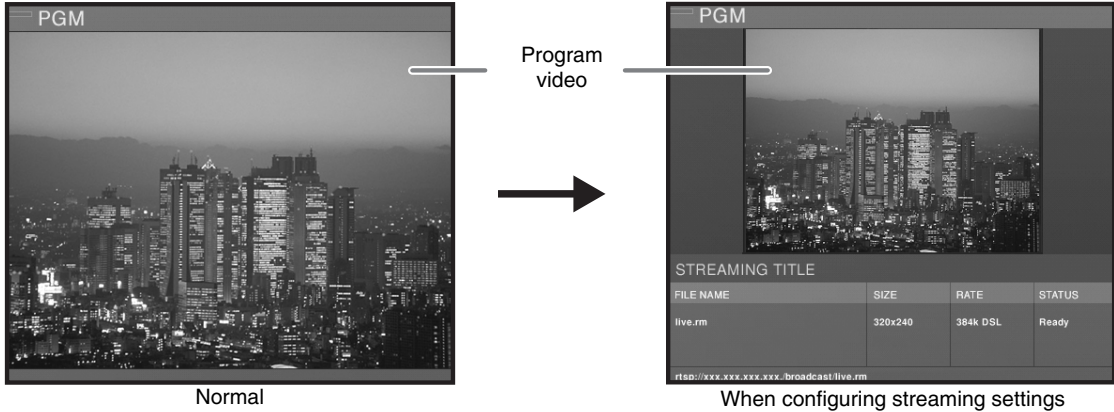 PGM
Program
video
PGM
STREAMING TITLE
FILE NAME SIZE RATE STATUS
live.rm 320x240 384k DSL Ready
rtsp://xxx.xxx.xxx.xxx./broadcast/live.rm
Normal
When configuring streaming settings